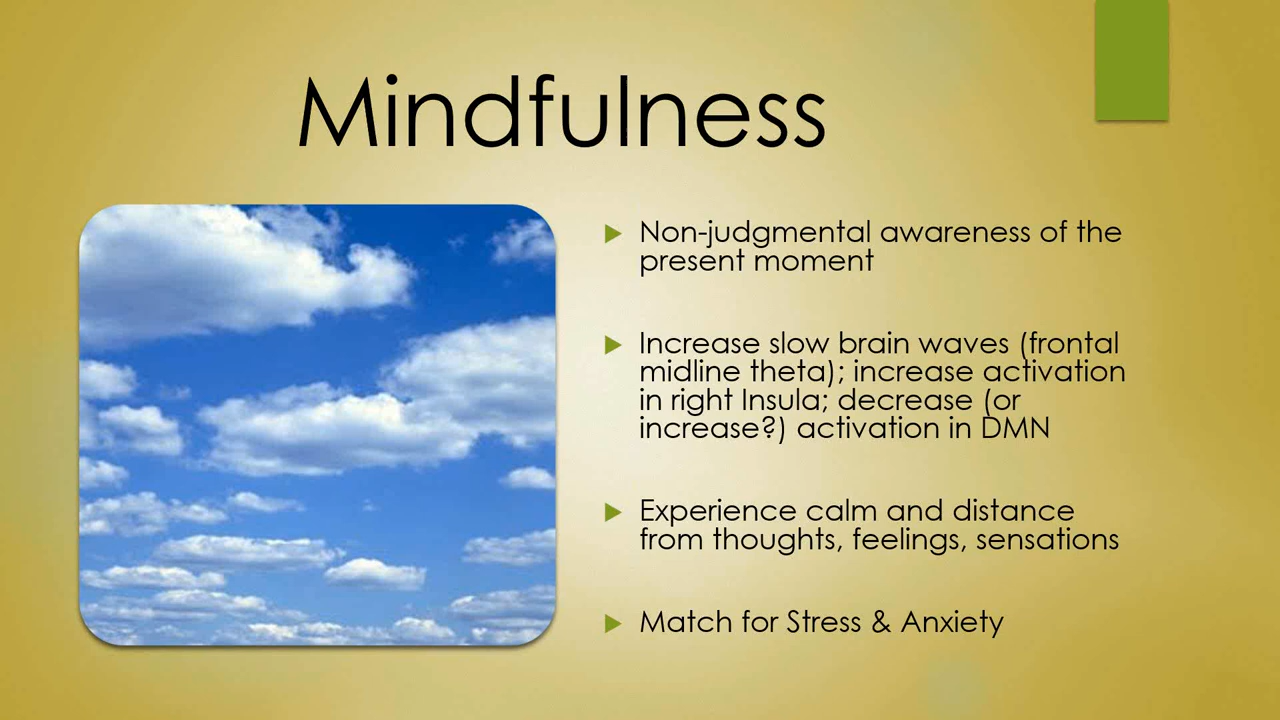 Mindfulness
Non-judgmental awareness of the
present moment
Increase slow brain waves (frontal
midline theta); increase activation
in right Insula; decrease (or
increase?) activation in DMN
Experience calm and distance
from thoughts, feelings, sensations
Match for Stress & Anxiety